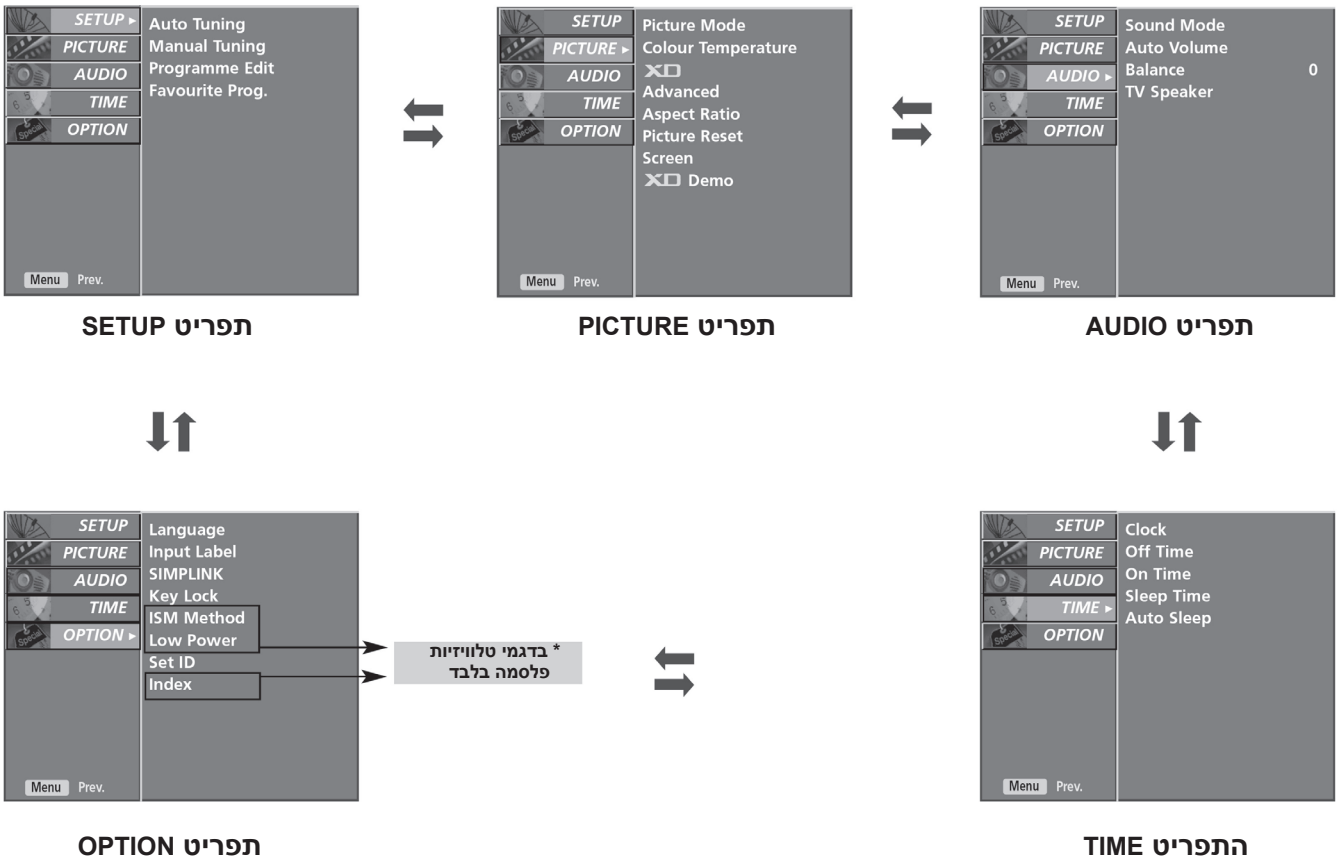 SETUP
PICTURE
AUDIO
TIME
OPTION
Auto Tuning
Manual Tuning
Programme Edit
Favourite Prog.
Menu Prev.
תפריט SETUP
SETUP
PICTURE
AUDIO
TIME
OPTION
Picture Mode
Colour Temperature
XD
Advanced
Aspect Ratio
Picture Reset
Screen
XD Demo
Menu Prev.
תפריט PICTURE
SETUP
PICTURE
AUDIO
TIME
OPTION
Sound Mode
Auto Volume
Balance 0
TV Speaker
Menu Prev.
תפריט AUDIO
SETUP
PICTURE
AUDIO
TIME
OPTION
Special
Language
Input Label
SIMPLINK
Key Lock
ISM Method
Low Power
Set ID
Index
Menu Prev.
* בדגמי טלוויזיות
פלסמה בלבד
תפריט OPTION
SETUP
PICTURE
AUDIO
TIME
OPTION
Clock
Off Time
On Time
Sleep Time
Auto Sleep
Menu Prev.
התפריט TIME